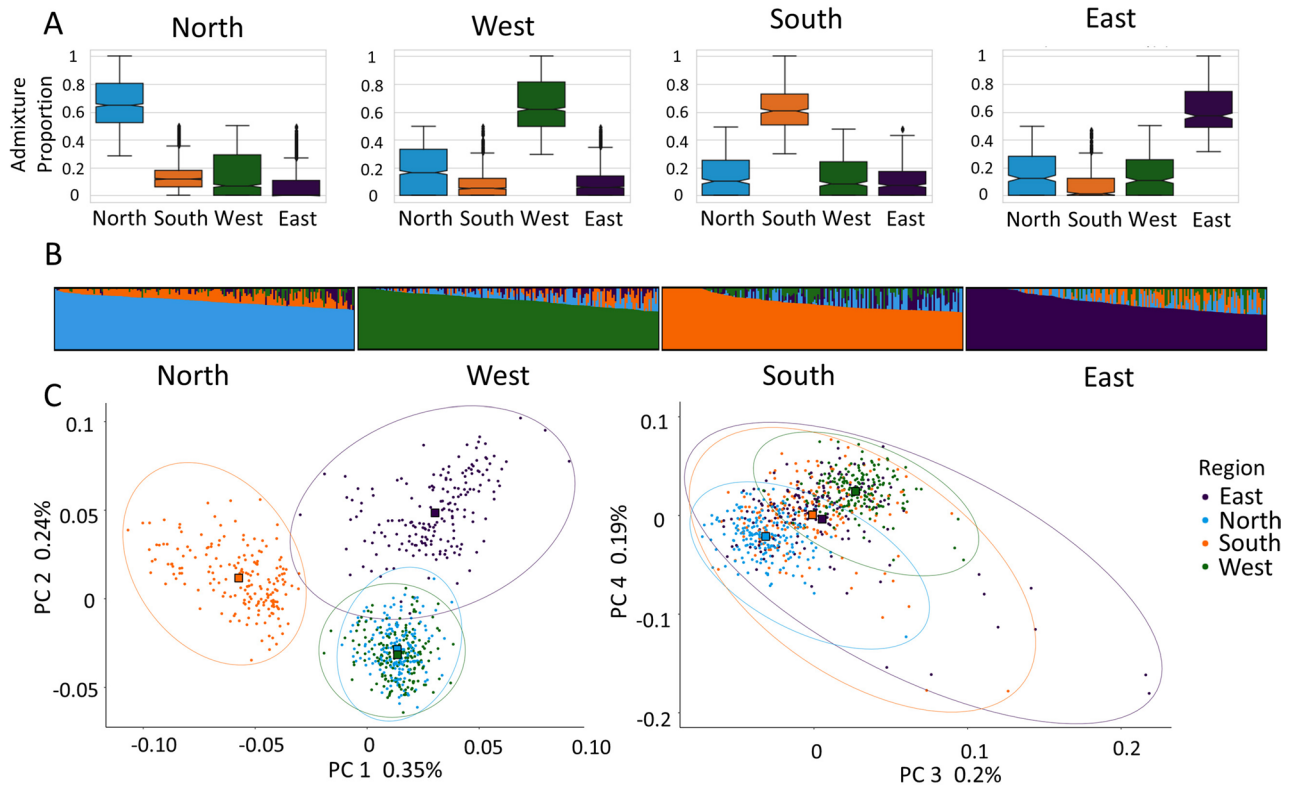 A
North
West
South
East
Admixture
Proportion
1
0.8
0.6
0.4
0.2
0
North South West East
1
0.8
0.6
0.4
0.2
0
North South West East
1
0.8
0.6
0.4
0.2
0
North South West East
1
0.8
0.6
0.4
0.2
0
North South West East
B
North
West
South
East
C
PC 2 0.24%
0.1
0.05
0
-0.05
-0.10 -0.05 0 0.05 0.10
PC 1 0.35%
PC 4 0.19%
0.1
0
-0.1
-0.2
0 0.1 0.2
PC 3 0.2%
Region
East
North
South
West